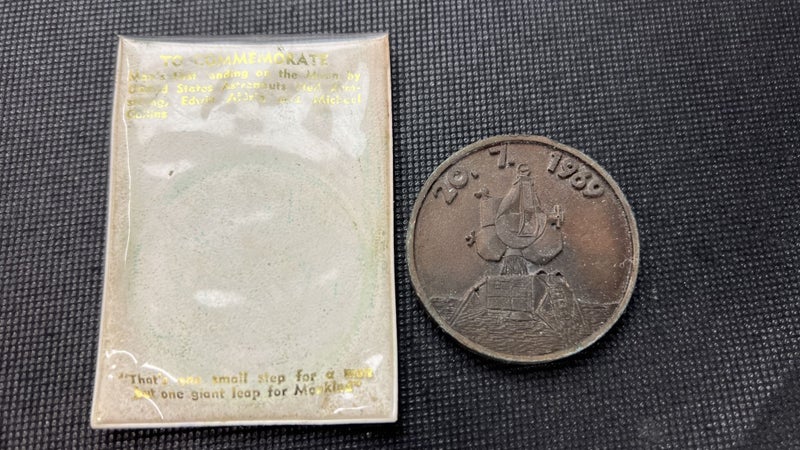 TO COMMEMORATE
Man's first landing on the Moon by
United States Astronauts Neil Arm-
strong, Edwin Aldrin and Michael
Collins
"That's one small step for a Man
but one giant leap for Mankind"
20. 7. 1969